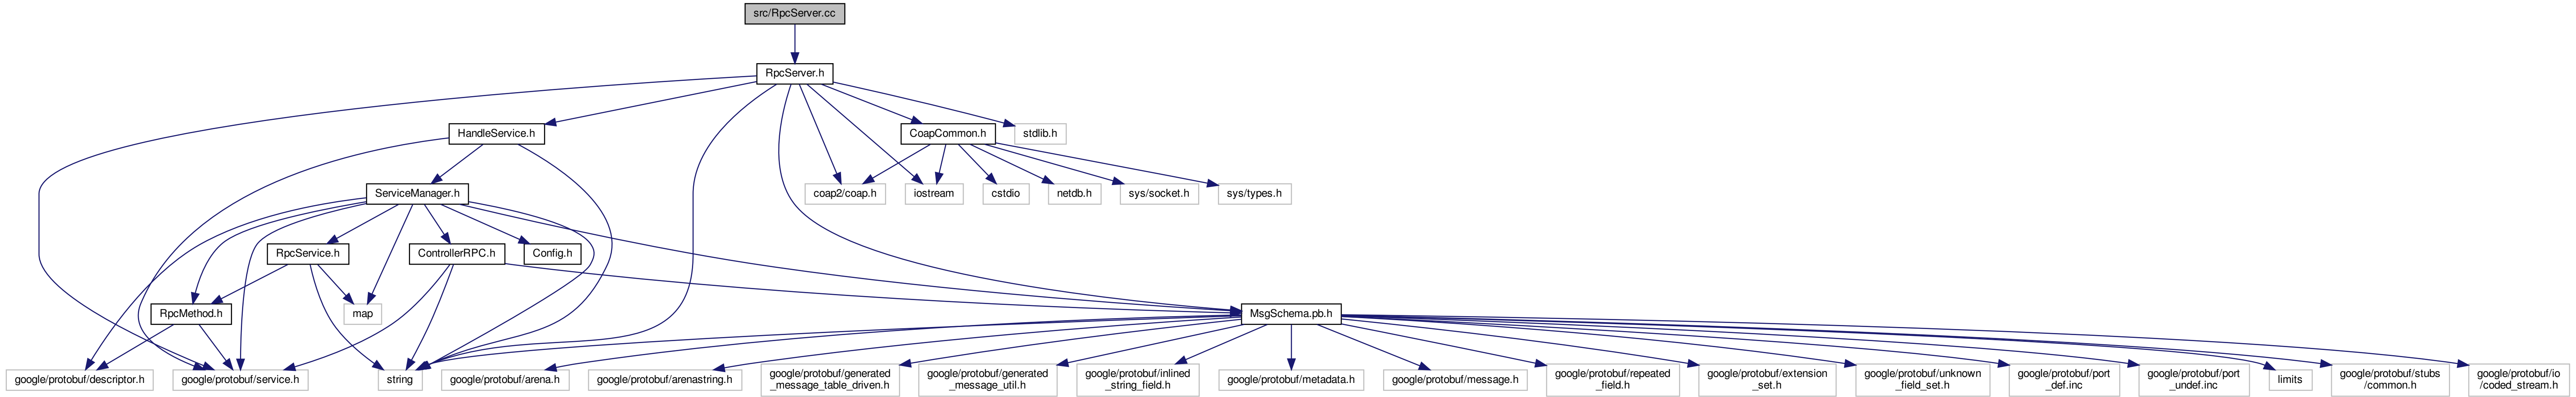 src/RpcServer.cc
RpcServer.h
HandleService.h
CoapCommon.h
stdlib.h
ServiceManager.h
coap2/coap.h
iostream
cstdio
netdb.h
sys/socket.h
sys/types.h
RpcService.h
ControllerRPC.h
Config.h
RpcMethod.h
map
MsgSchema.pb.h
google/protobuf/descriptor.h
google/protobuf/service.h
string
google/protobuf/arena.h
google/protobuf/arenastring.h
google/protobuf/generated
_message_table_driven.h
google/protobuf/generated
_message_util.h
google/protobuf/inlined
_string_field.h
google/protobuf/metadata.h
google/protobuf/message.h
google/protobuf/repeated
_field.h
google/protobuf/extension
_set.h
google/protobuf/unknown
_field_set.h
google/protobuf/port
_def.inc
google/protobuf/port
_undef.inc
limits
google/protobuf/stubs
/common.h
google/protobuf/io
/coded_stream.h